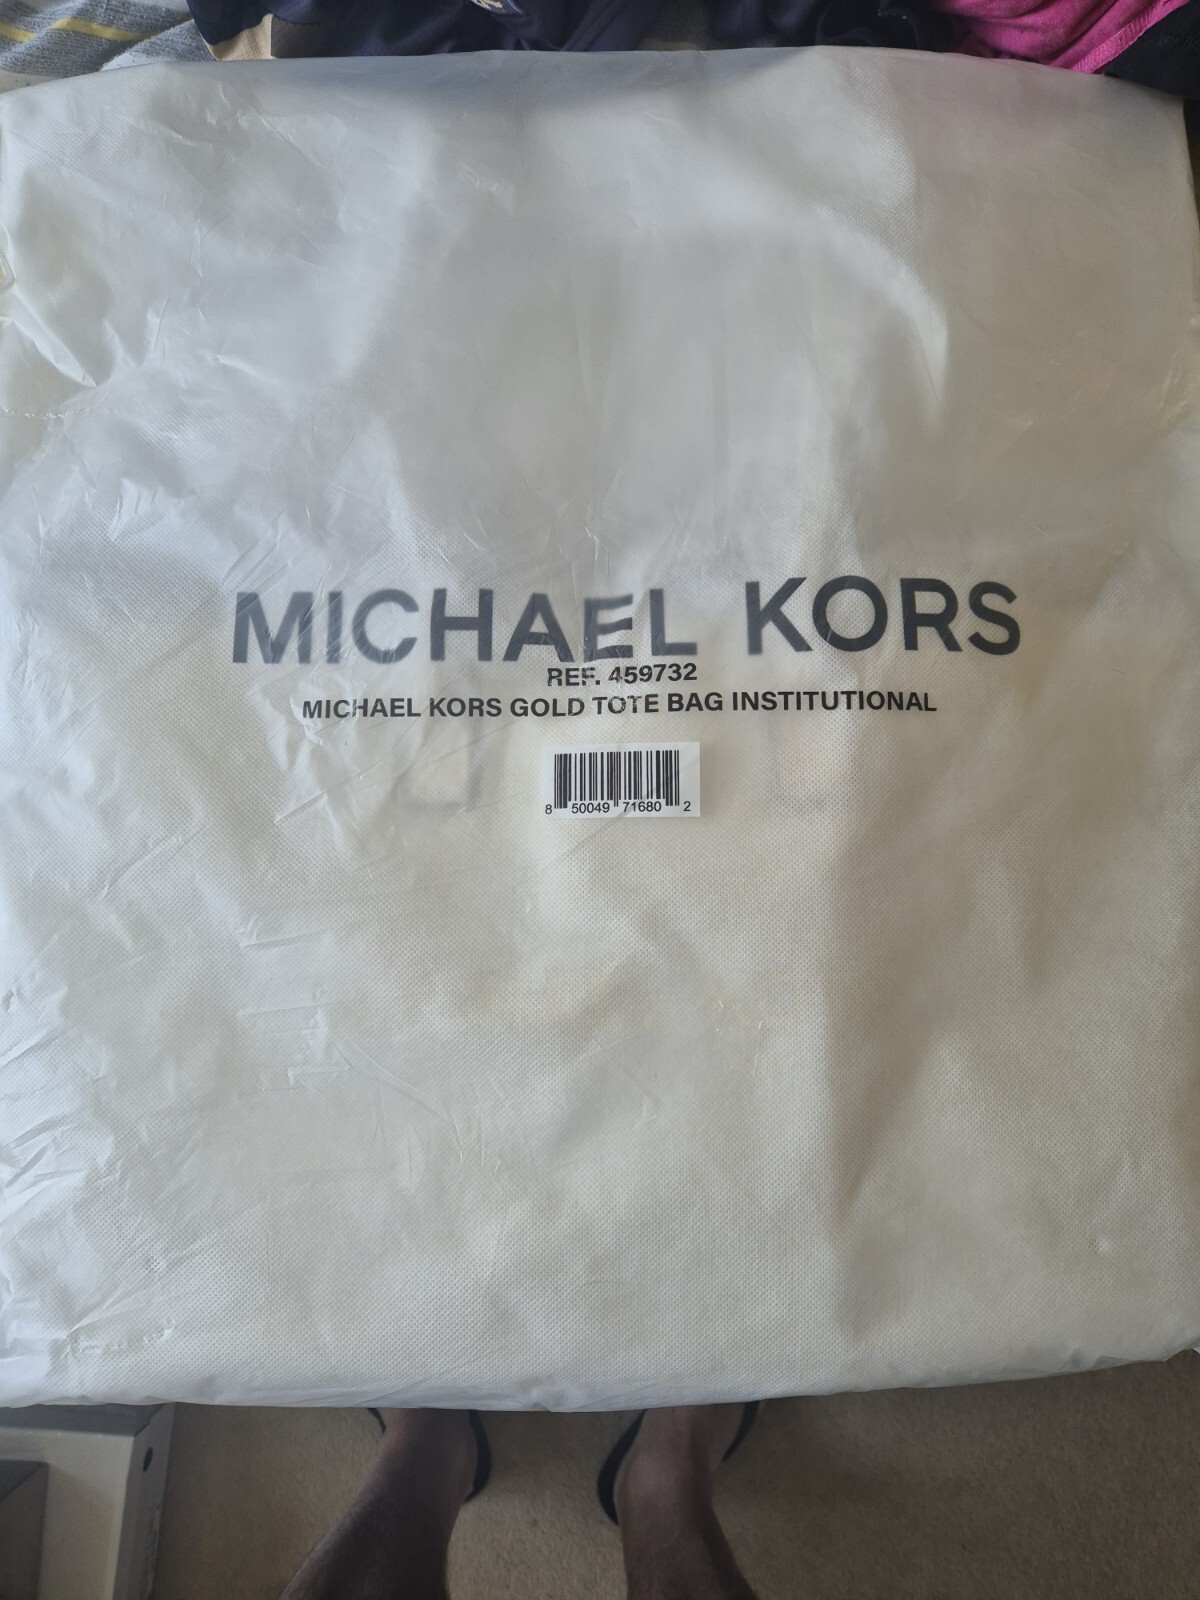 MICHAEL KORS
REF. 459732
MICHAEL KORS GOLD TOTE BAG INSTITUTIONAL
8 50049 71680 2